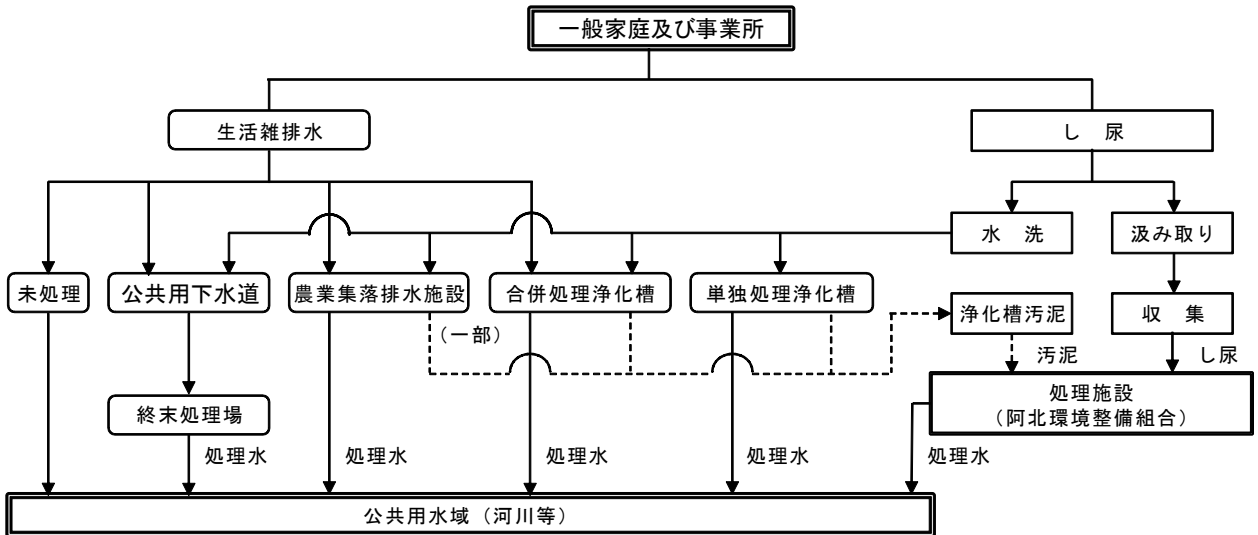 一般家庭及び事業所
生活雑排水
し 尿
水 洗
汲み取り
未処理
公共用下水道
農業集落排水施設
合併処理浄化槽
単独処理浄化槽
浄化槽汚泥
収 集
(一部)
汚泥
し尿
処理施設
(阿北環境整備組合)
終末処理場
処理水
処理水
処理水
処理水
処理水
公共用水域(河川等)